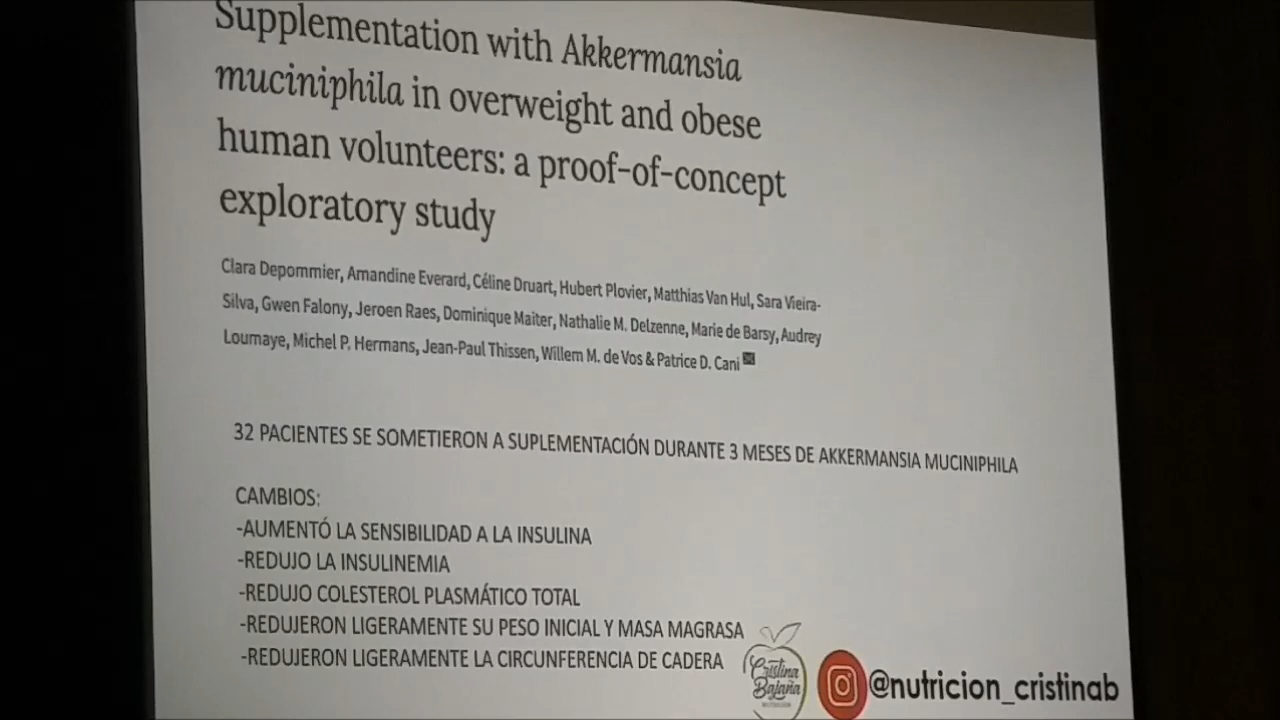 Supplementation with Akkermansia
muciniphila in overweight and obese
human volunteers: a proof-of-concept
exploratory study
Clara Depommier, Amandine Everard, Céline Druart, Hubert Plovier, Matthias Van Hul, Sara Vieira-
Silva, Gwen Falony, Jeroen Raes, Dominique Maiter, Nathalie M. Delzenne, Marie de Barsy, Audrey
Loumaye, Michel P. Hermans, Jean-Paul Thissen, Willem M. de Vos & Patrice D. Cani
32 PACIENTES SE SOMETIERON A SUPLEMENTACIÓN DURANTE 3 MESES DE AKKERMANSIA MUCINIPHILA
CAMBIOS:
-AUMENTÓ LA SENSIBILIDAD A LA INSULINA
-REDUJO LA INSULINEMIA
-REDUJO COLESTEROL PLASMÁTICO TOTAL
-REDUJERON LIGERAMENTE SU PESO INICIAL Y MASA MAGRASA
-REDUJERON LIGERAMENTE LA CIRCUNFERENCIA DE CADERA
Cristina
Bajaña
NUTRICIÓN
@nutricion_cristinab